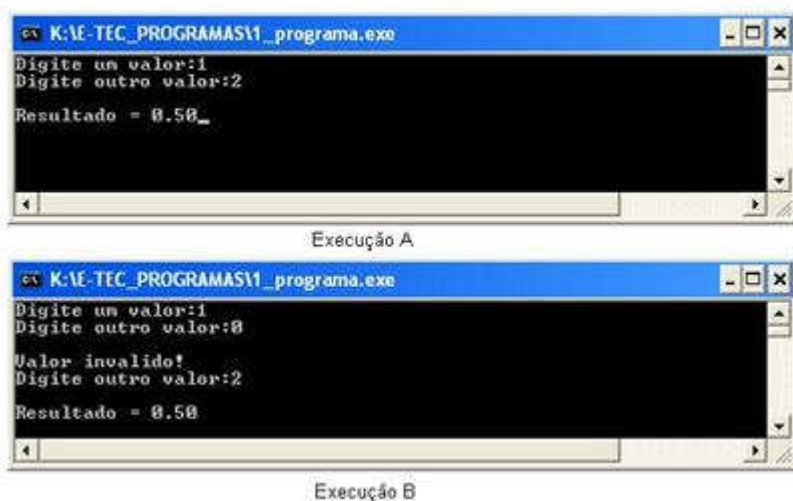 K:\E-TEC_PROGRAMAS\1_programa.exe
Digite um valor:1
Digite outro valor:2
Resultado = 0.50_
Execução A
K:\E-TEC_PROGRAMAS\1_programa.exe
Digite um valor:1
Digite outro valor:0
Valor invalido!
Digite outro valor:2
Resultado = 0.50
Execução B